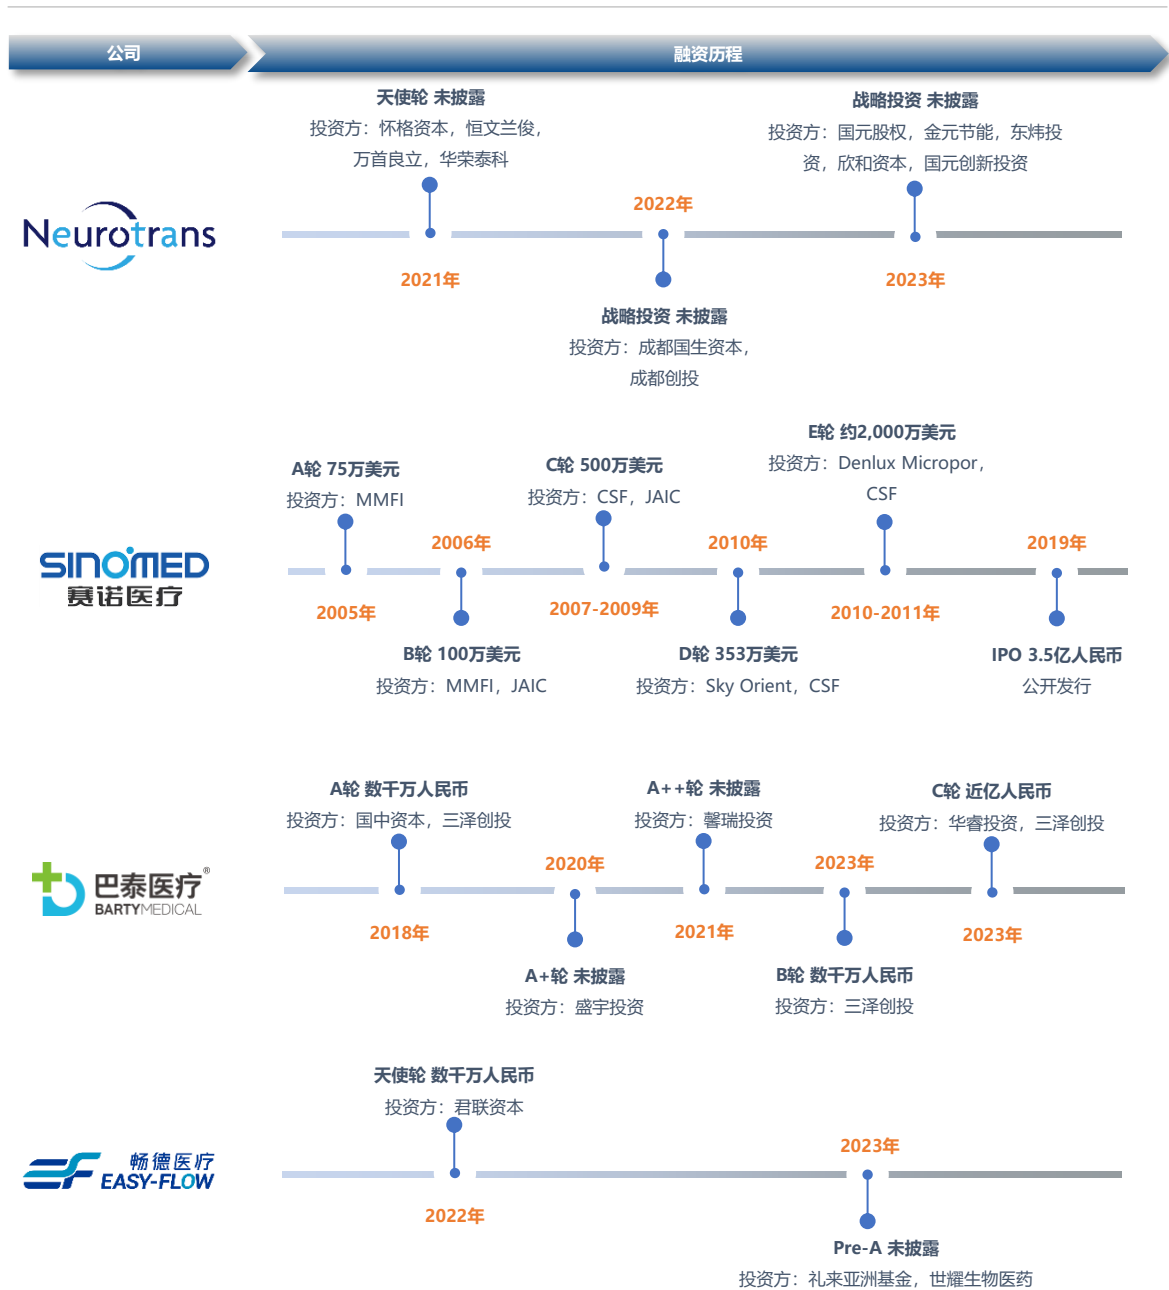 公司
融资历程
天使轮 未披露
投资方：怀格资本，恒文兰俊，
万首良立，华荣泰科
战略投资 未披露
投资方：国元股权，金元节能，东炜投
资，欣和资本，国元创新投资
2022年
Neurotrans
2021年
2023年
战略投资 未披露
投资方：成都国生资本，
成都创投
E轮 约2,000万美元
投资方：Denlux Micropor，
CSF
A轮 75万美元
投资方：MMFI
C轮 500万美元
投资方：CSF，JAIC
2006年
2010年
2019年
SINOMED
赛诺医疗
2005年
2007-2009年
2010-2011年
B轮 100万美元
投资方：MMFI，JAIC
D轮 353万美元
投资方：Sky Orient，CSF
IPO 3.5亿人民币
公开发行
A轮 数千万人民币
投资方：国中资本，三泽创投
A++轮 未披露
投资方：馨瑞投资
C轮 近亿人民币
投资方：华睿投资，三泽创投
2020年
2023年
巴泰医疗®
BARTYMEDICAL
2018年
2021年
2023年
A+轮 未披露
投资方：盛宇投资
B轮 数千万人民币
投资方：三泽创投
天使轮 数千万人民币
投资方：君联资本
2023年
畅德医疗
EASY-FLOW
2022年
Pre-A 未披露
投资方：礼来亚洲基金，世耀生物医药